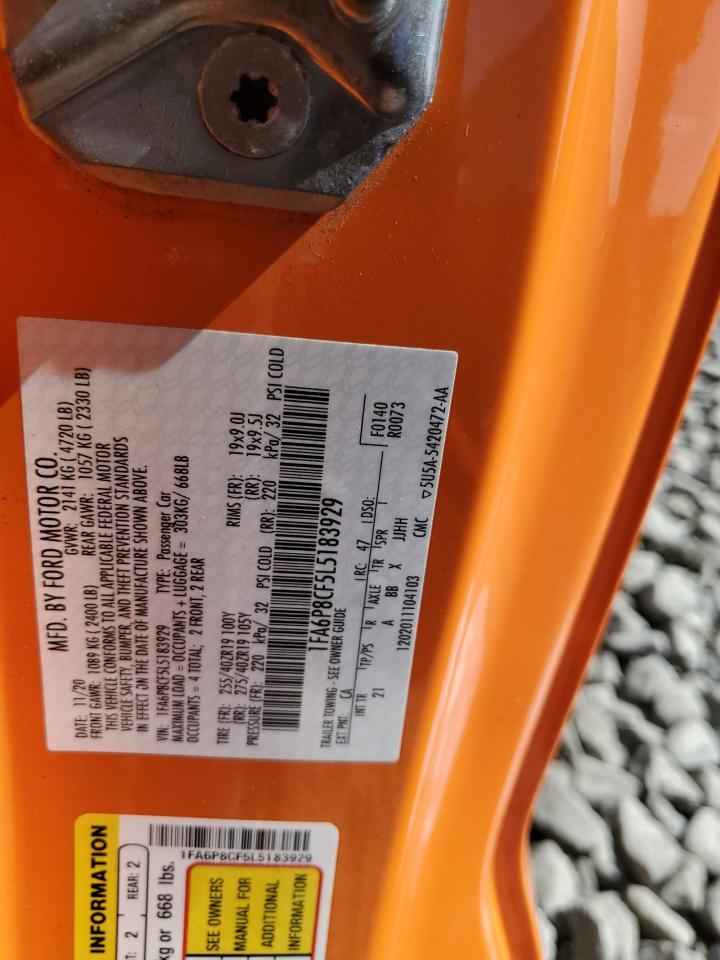 MFD. BY FORD MOTOR CO.
DATE: 11/20 GVWR: 2141 KG ( 4720 LB)
FRONT GAWR: 1089 KG ( 2400 LB) REAR GAWR: 1057 KG ( 2330 LB)
THIS VEHICLE CONFORMS TO ALL APPLICABLE FEDERAL MOTOR
VEHICLE SAFETY, BUMPER, AND THEFT PREVENTION STANDARDS
IN EFFECT ON THE DATE OF MANUFACTURE SHOWN ABOVE.
VIN: 1FA6P8CF5L5183929 TYPE: Passenger Car
MAXIMUM LOAD = OCCUPANTS + LUGGAGE = 303KG/ 668LB
OCCUPANTS = 4 TOTAL: 2 FRONT, 2 REAR
TIRE (FR): 255/40ZR19 100Y RIMS (FR): 19x9.0J
(RR): 275/40ZR19 105Y (RR): 19x9.5J
PRESSURE (FR): 220 kPa/ 32 PSI COLD (RR): 220 kPa/ 32 PSI COLD
1FA6P8CF5L5183929
TRAILER TOWING - SEE OWNER GUIDE
EXT PNT: CA RC: 47 DSO: F0140
INT TR TP/PS R AXLE TR SPR R0073
21 A BB X JJHH
1202011104103 CMC 5U5A-5420472-AA
INFORMATION
T: 2 REAR: 2
1FA6P8CF5L5183929
kg or 668 lbs.
SEE OWNERS
MANUAL FOR
ADDITIONAL
INFORMATION